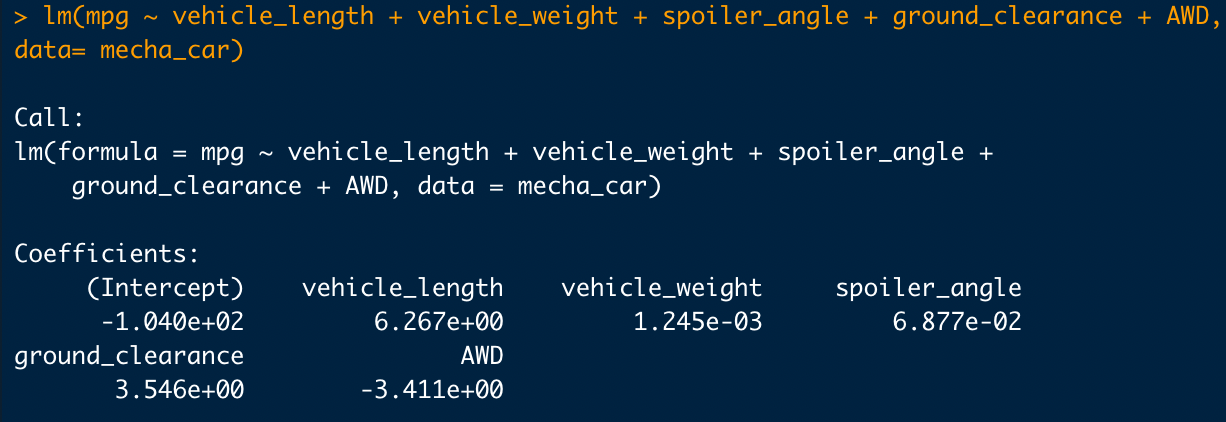 > lm(mpg ~ vehicle_length + vehicle_weight + spoiler_angle + ground_clearance + AWD,
data= mecha_car)
Call:
lm(formula = mpg ~ vehicle_length + vehicle_weight + spoiler_angle +
    ground_clearance + AWD, data = mecha_car)
Coefficients:
     (Intercept)    vehicle_length    vehicle_weight     spoiler_angle
      -1.040e+02         6.267e+00         1.245e-03         6.877e-02
ground_clearance               AWD
       3.546e+00        -3.411e+00